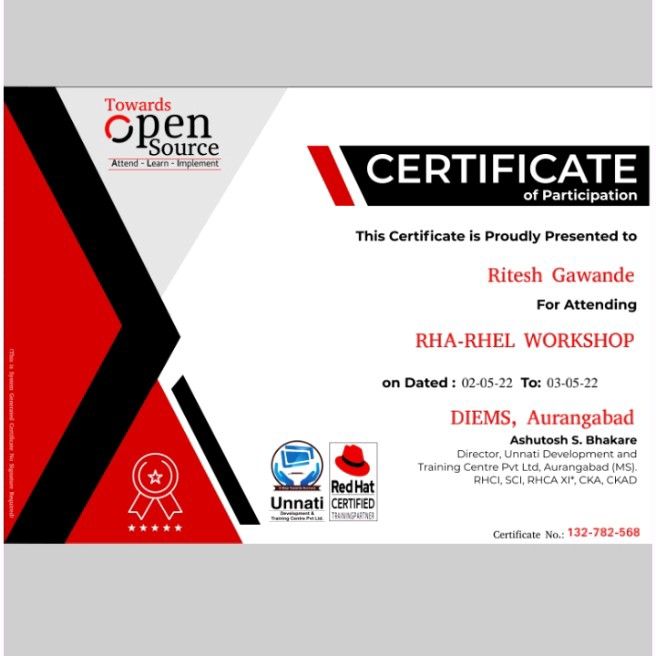 Towards
Open
Source
Attend - Learn - Implement
CERTIFICATE
of Participation
This Certificate is Proudly Presented to
Ritesh Gawande
For Attending
RHA-RHEL WORKSHOP
on Dated : 02-05-22 To: 03-05-22
DIEMS, Aurangabad
Ashutosh S. Bhakare
Director, Unnati Development and
Training Centre Pvt Ltd, Aurangabad (MS).
RHCI, SCI, RHCA XI*, CKA, CKAD
Unnati
Development &
Training Centre Pvt Ltd.
Red Hat
CERTIFIED
TRAINING PARTNER
Certificate No.: 132-782-568
(This is System Generated Certificate No Signature Required)